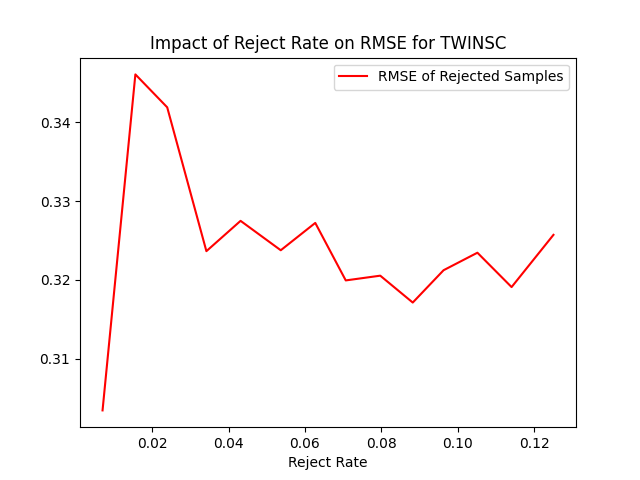 Impact of Reject Rate on RMSE for TWINSC
RMSE of Rejected Samples
0.34
0.33
0.32
0.31
0.02 0.04 0.06 0.08 0.10 0.12
Reject Rate